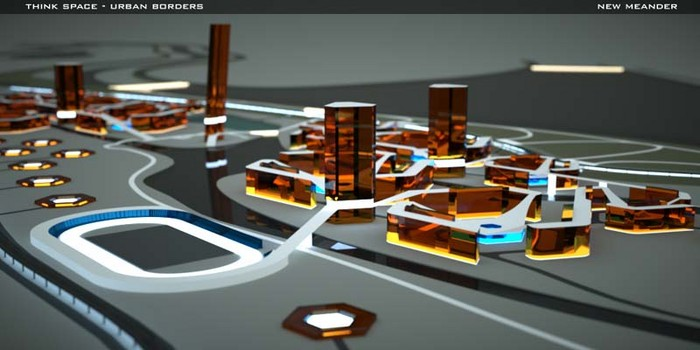 THINK SPACE - URBAN BORDERS
NEW MEANDER